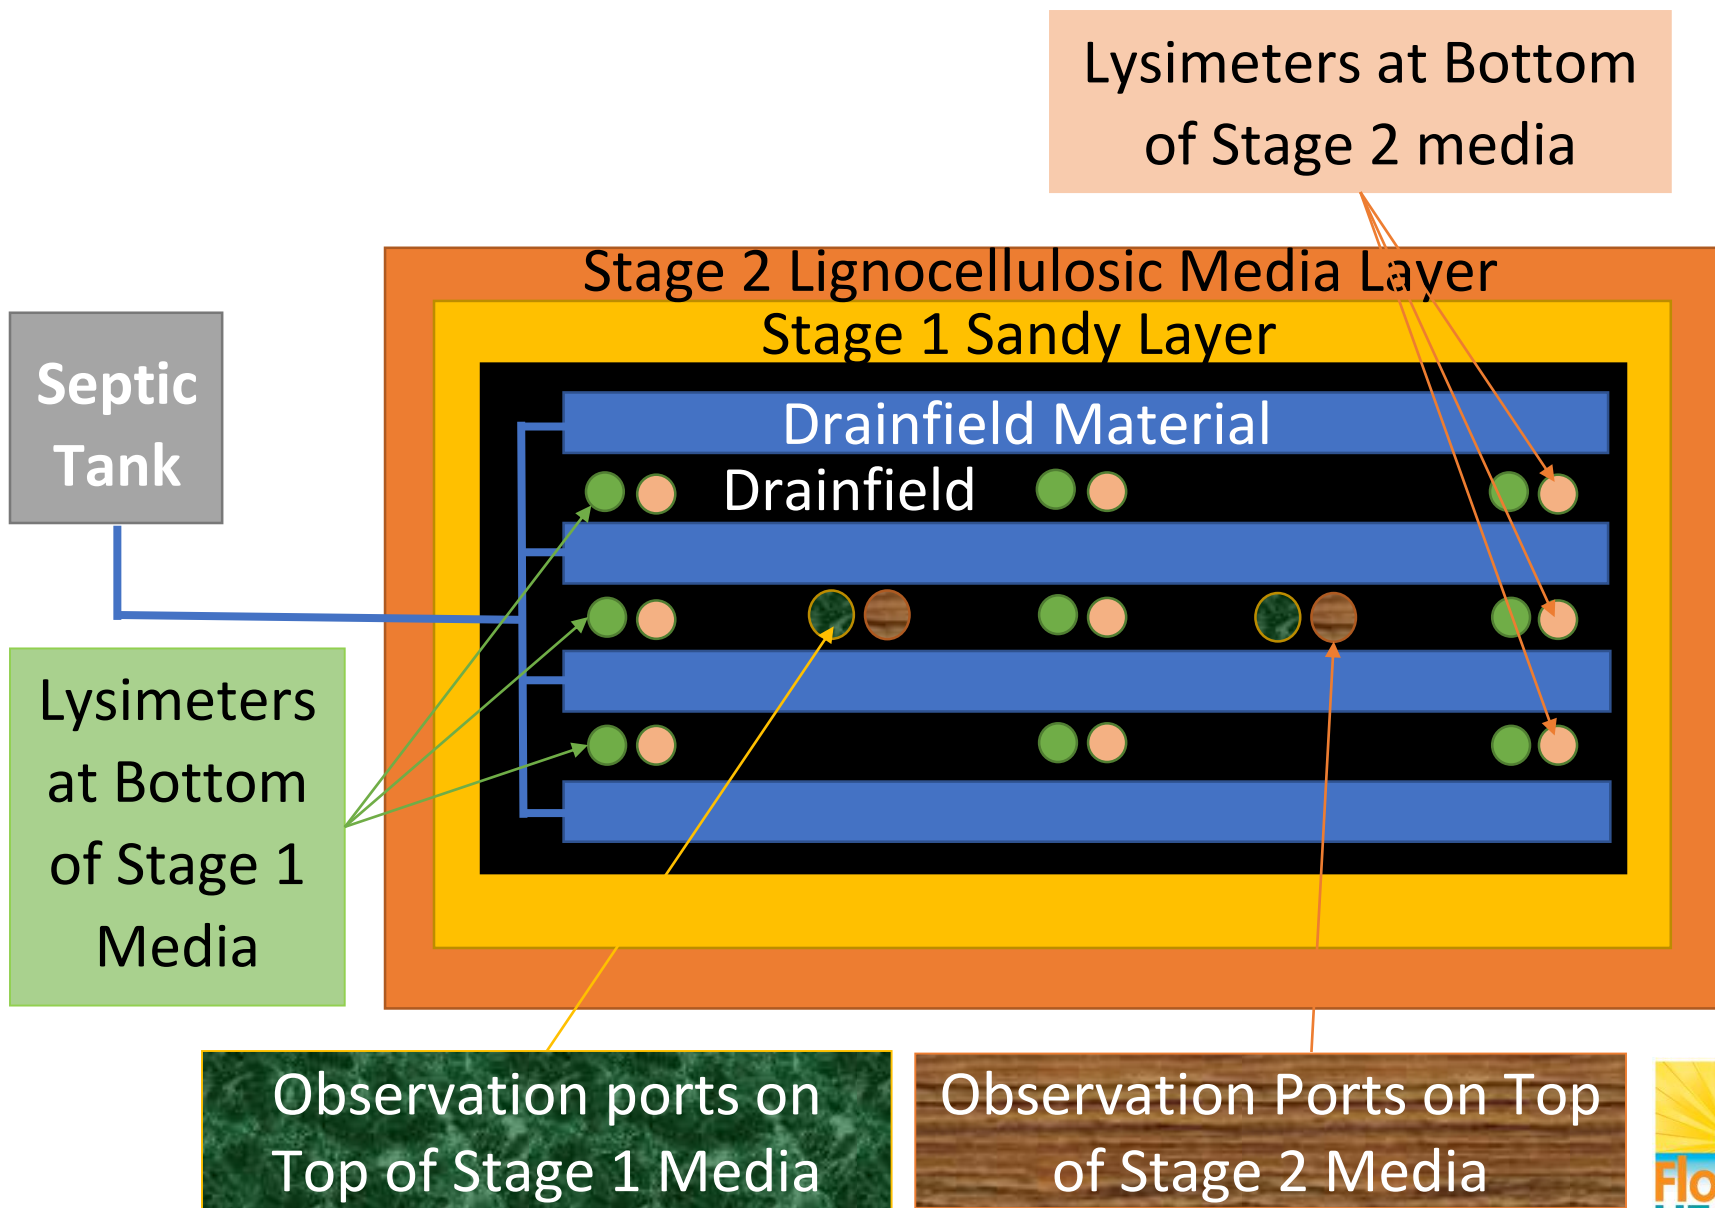 Lysimeters at Bottom
of Stage 2 media
Stage 2 Lignocellulosic Media Layer
Stage 1 Sandy Layer
Septic
Tank
Drainfield Material
Drainfield
Lysimeters
at Bottom
of Stage 1
Media
Observation ports on
Top of Stage 1 Media
Observation Ports on Top
of Stage 2 Media
Flo